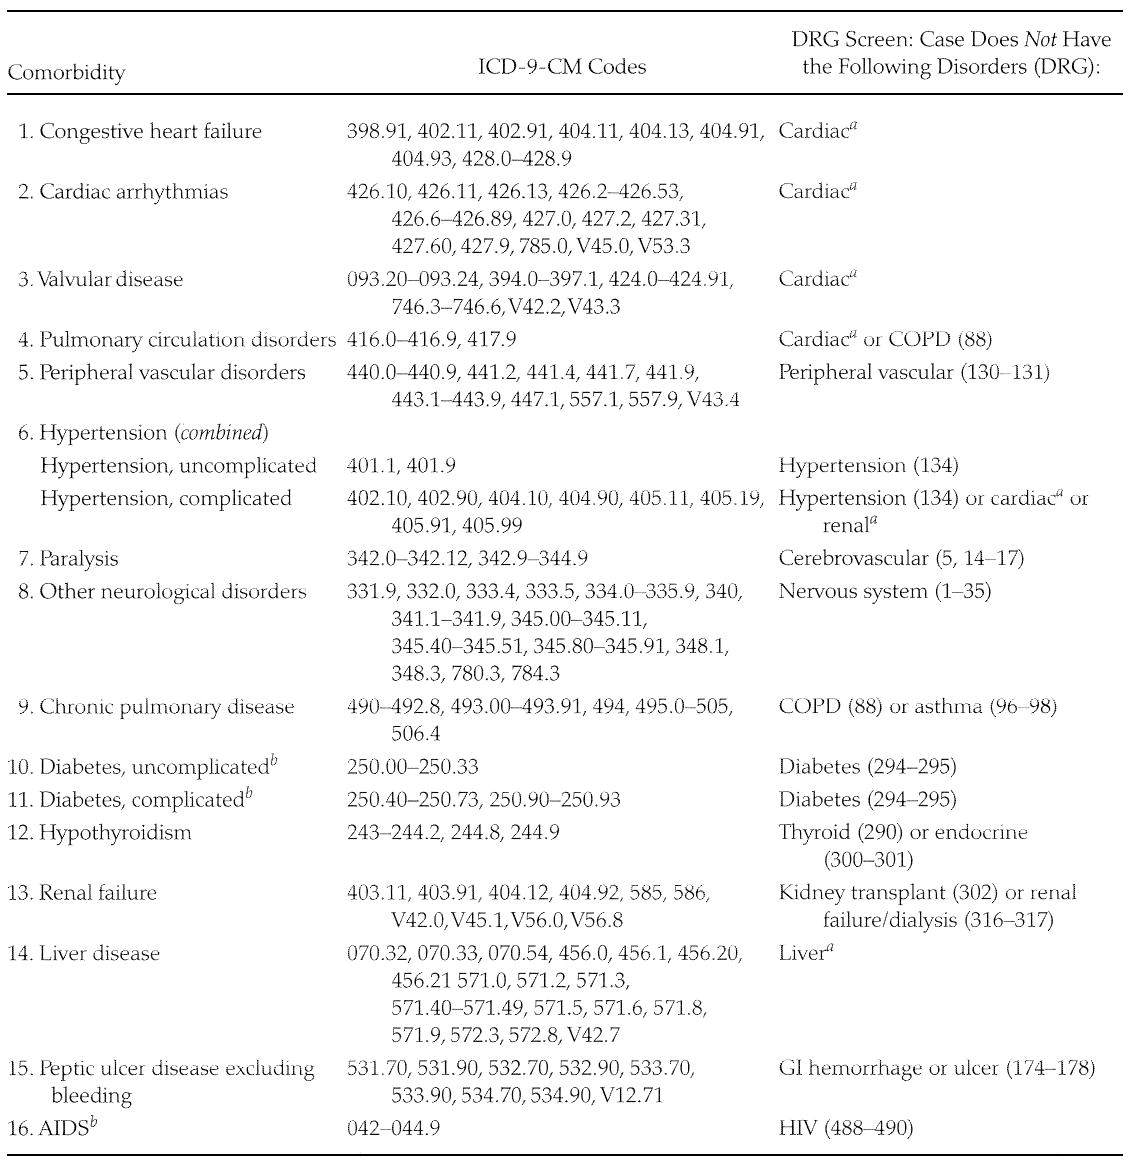 Comorbidity
ICD-9-CM Codes
DRG Screen: Case Does Not Have
the Following Disorders (DRG):
1. Congestive heart failure 398.91, 402.11, 402.91, 404.11, 404.13, 404.91, Cardiac^a
404.93, 428.0–428.9
2. Cardiac arrhythmias 426.10, 426.11, 426.13, 426.2–426.53, Cardiac^a
426.6–426.89, 427.0, 427.2, 427.31,
427.60, 427.9, 785.0, V45.0, V53.3
3. Valvular disease 093.20–093.24, 394.0–397.1, 424.0–424.91, Cardiac^a
746.3–746.6, V42.2, V43.3
4. Pulmonary circulation disorders 416.0–416.9, 417.9 Cardiac^a or COPD (88)
5. Peripheral vascular disorders 440.0–440.9, 441.2, 441.4, 441.7, 441.9, Peripheral vascular (130–131)
443.1–443.9, 447.1, 557.1, 557.9, V43.4
6. Hypertension (combined)
Hypertension, uncomplicated 401.1, 401.9 Hypertension (134)
Hypertension, complicated 402.10, 402.90, 404.10, 404.90, 405.11, 405.19, Hypertension (134) or cardiac^a or
405.91, 405.99 renal^a
7. Paralysis 342.0–342.12, 342.9–344.9 Cerebrovascular (5, 14–17)
8. Other neurological disorders 331.9, 332.0, 333.4, 333.5, 334.0–335.9, 340, Nervous system (1–35)
341.1–341.9, 345.00–345.11,
345.40–345.51, 345.80–345.91, 348.1,
348.3, 780.3, 784.3
9. Chronic pulmonary disease 490–492.8, 493.00–493.91, 494, 495.0–505, COPD (88) or asthma (96–98)
506.4
10. Diabetes, uncomplicated^b 250.00–250.33 Diabetes (294–295)
11. Diabetes, complicated^b 250.40–250.73, 250.90–250.93 Diabetes (294–295)
12. Hypothyroidism 243–244.2, 244.8, 244.9 Thyroid (290) or endocrine
(300–301)
13. Renal failure 403.11, 403.91, 404.12, 404.92, 585, 586, Kidney transplant (302) or renal
V42.0, V45.1, V56.0, V56.8 failure/dialysis (316–317)
14. Liver disease 070.32, 070.33, 070.54, 456.0, 456.1, 456.20, Liver^a
456.21 571.0, 571.2, 571.3,
571.40–571.49, 571.5, 571.6, 571.8,
571.9, 572.3, 572.8, V42.7
15. Peptic ulcer disease excluding 531.70, 531.90, 532.70, 532.90, 533.70, GI hemorrhage or ulcer (174–178)
bleeding 533.90, 534.70, 534.90, V12.71
16. AIDS^b 042–044.9 HIV (488–490)